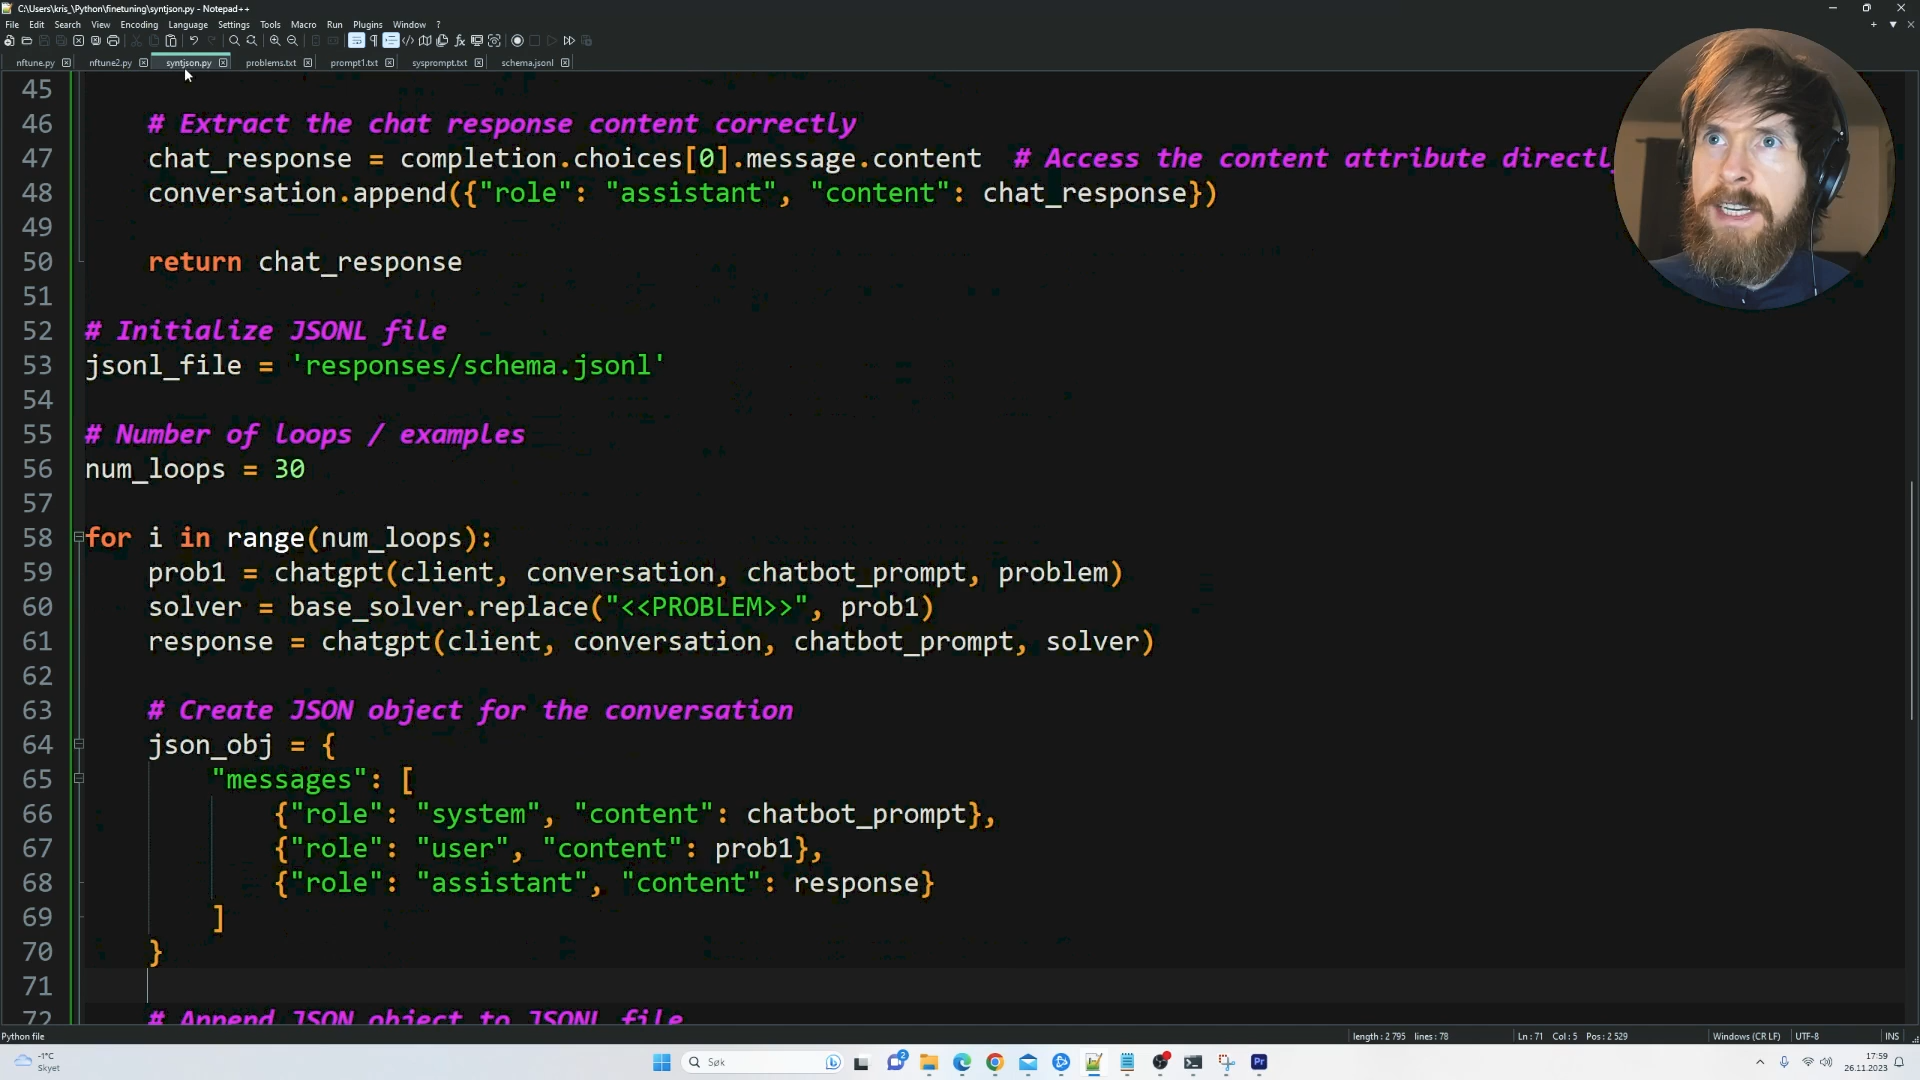 C:\Users\kris_\Python\finetuning\syntjson.py - Notepad++
File Edit Search View Encoding Language Settings Tools Macro Run Plugins Window ?
nftune.py nftune2.py syntjson.py problems.txt prompt1.txt sysprompt.txt schema.jsonl
45
46 # Extract the chat response content correctly
47 chat_response = completion.choices[0].message.content # Access the content attribute directl
48 conversation.append({"role": "assistant", "content": chat_response})
49
50 return chat_response
51
52 # Initialize JSONL file
53 jsonl_file = 'responses/schema.jsonl'
54
55 # Number of loops / examples
56 num_loops = 30
57
58 for i in range(num_loops):
59 prob1 = chatgpt(client, conversation, chatbot_prompt, problem)
60 solver = base_solver.replace("<<PROBLEM>>", prob1)
61 response = chatgpt(client, conversation, chatbot_prompt, solver)
62
63 # Create JSON object for the conversation
64 json_obj = {
65 "messages": [
66 {"role": "system", "content": chatbot_prompt},
67 {"role": "user", "content": prob1},
68 {"role": "assistant", "content": response}
69 ]
70 }
71
72 # Append JSON object to JSONL file
Python file length : 2 795 lines : 78 Ln : 71 Col : 5 Pos : 2 529 Windows (CR LF) UTF-8 INS
-1°C
Skyet
Søk
2
Pr
17:59
26.11.2023